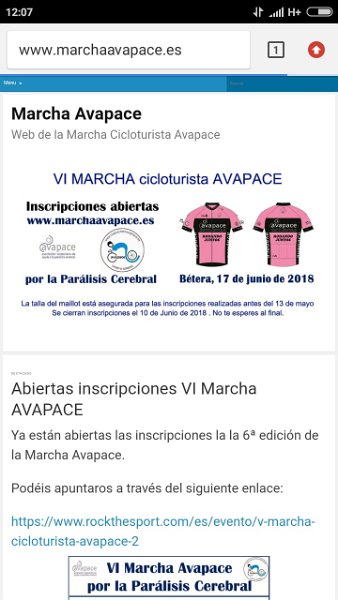 12:07
H+
www.marchaavapace.es
1
Menu
Marcha Avapace
Web de la Marcha Cicloturista Avapace
VI MARCHA cicloturista AVAPACE
Inscripciones abiertas
www.marchaavapace.es
avapace
avapace
RODANDO
JUNTOS
por la Parálisis Cerebral
Bétera, 17 de junio de 2018
La talla del maillot está asegurada para las inscripciones realizadas antes del 13 de mayo
Se cierran inscripciones el 10 de Junio de 2018 . No te esperes al final.
DESTACADO
Abiertas inscripciones VI Marcha
AVAPACE
Ya están abiertas las inscripciones la la 6ª edición de
la Marcha Avapace.
Podéis apuntaros a través del siguiente enlace:
https://www.rockthesport.com/es/evento/v-marcha-
cicloturista-avapace-2
avapace
VI Marcha Avapace
por la Parálisis Cerebral